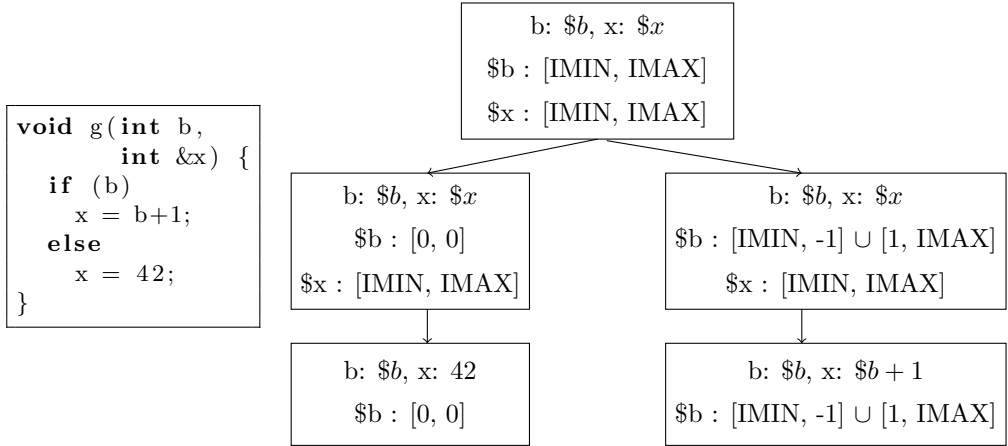 void g(int b,
int &x) {
if (b)
x = b+1;
else
x = 42;
}
b: $b, x: $x
$b : [IMIN, IMAX]
$x : [IMIN, IMAX]
b: $b, x: $x
$b : [0, 0]
$x : [IMIN, IMAX]
b: $b, x: $x
$b : [IMIN, -1] ∪ [1, IMAX]
$x : [IMIN, IMAX]
b: $b, x: 42
$b : [0, 0]
b: $b, x: $b + 1
$b : [IMIN, -1] ∪ [1, IMAX]